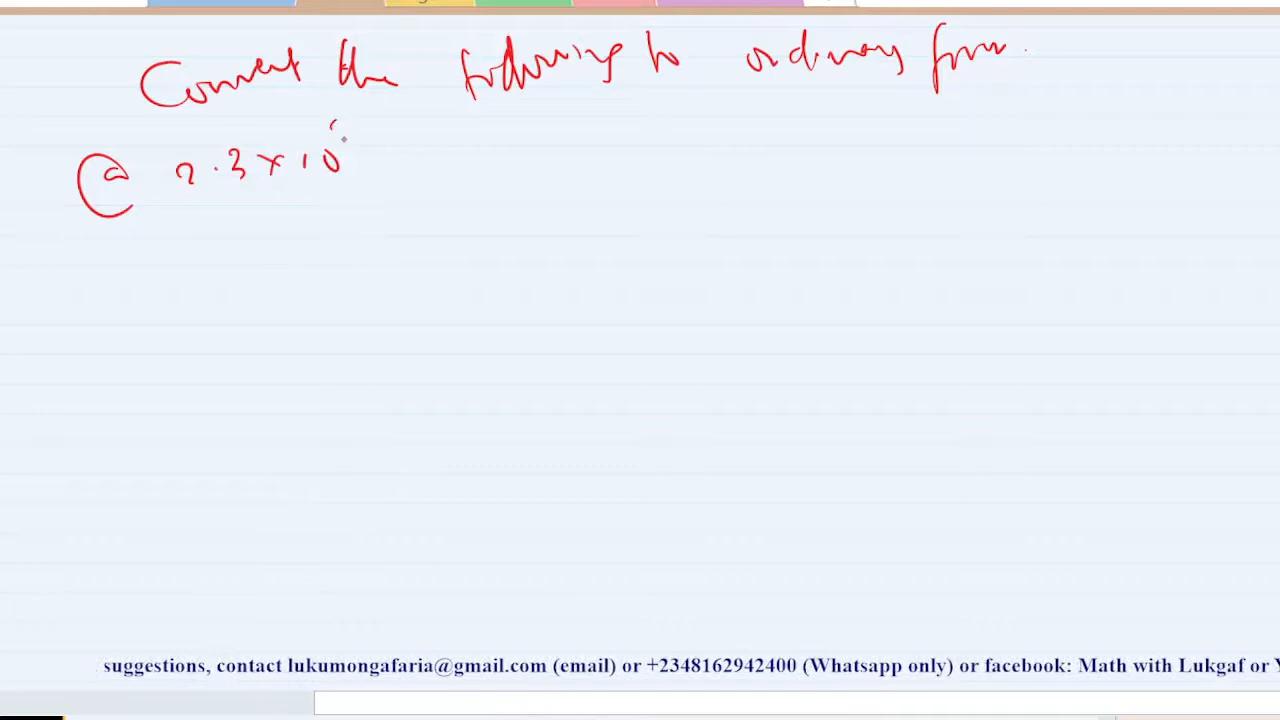 Convert the following to ordinary form.
(a) 2.3 × 10
suggestions, contact lukumongafaria@gmail.com (email) or +2348162942400 (Whatsapp only) or facebook: Math with Lukgaf or Y